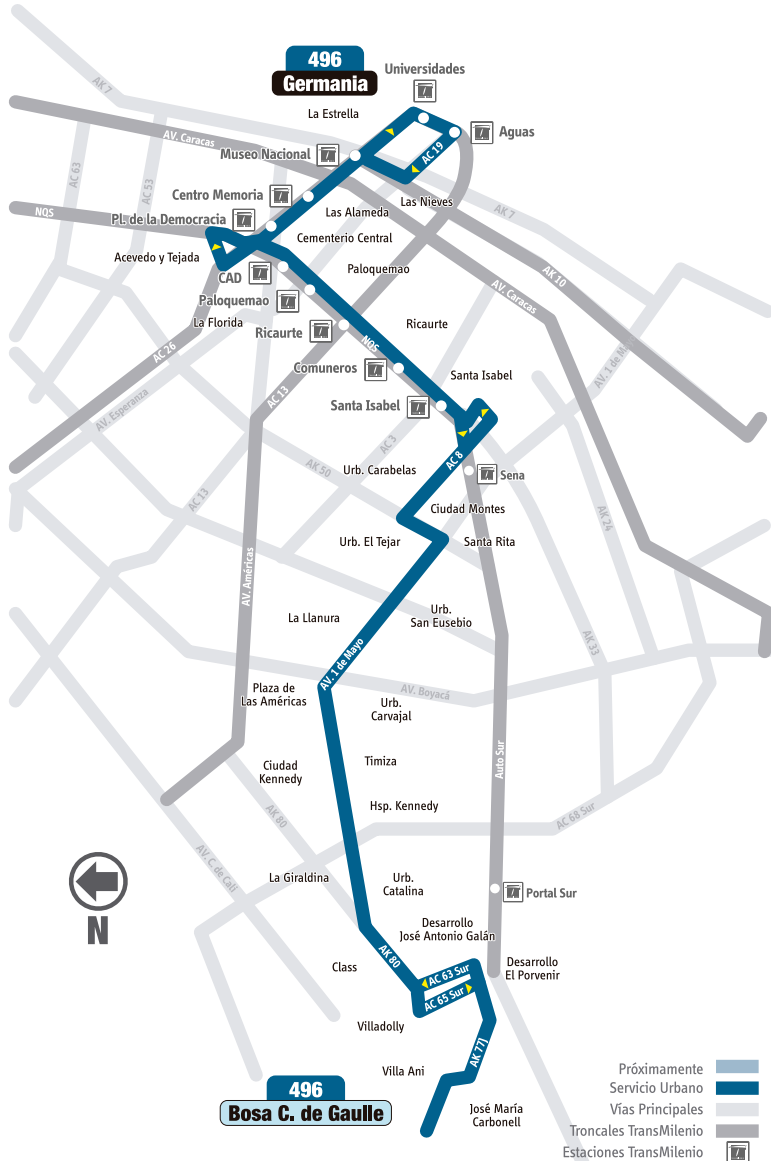 496
Germania
Universidades
La Estrella
AK 7
AV. Caracas
Aguas
Museo Nacional
AC 19
AC 63
AC 53
Centro Memoria
Las Nieves
NQS
Pl. de la Democracia
Las Alameda
AK 7
Cementerio Central
Acevedo y Tejada
CAD
Paloquemao
AK 10
Paloquemao
AV. Caracas
La Florida
Ricaurte
Ricaurte
NQS
AC 26
Comuneros
Santa Isabel
AV. 1 de M
AC 13
AV. Esperanza
Santa Isabel
AC 3
AC 8
AK 50
Urb. Carabelas
Sena
AC 13
Ciudad Montes
AK 24
Urb. El Tejar
Santa Rita
AV. Américas
La Llanura
Urb.
San Eusebio
AK 33
AV. 1 de Mayo
Plaza de
Las Américas
AV. Boyacá
Urb.
Carvajal
Auto Sur
Ciudad
Kennedy
Timiza
Hsp. Kennedy
AK 80
AC 68 Sur
AV. C. de Cali
La Giraldina
Urb.
Catalina
Portal Sur
N
Desarrollo
José Antonio Galán
AK 80
Class
AC 63 Sur
Desarrollo
El Porvenir
AC 65 Sur
Villadolly
AK 77J
Villa Ani
496
Bosa C. de Gaulle
José María
Carbonell
Próximamente
Servicio Urbano
Vías Principales
Troncales TransMilenio
Estaciones TransMilenio